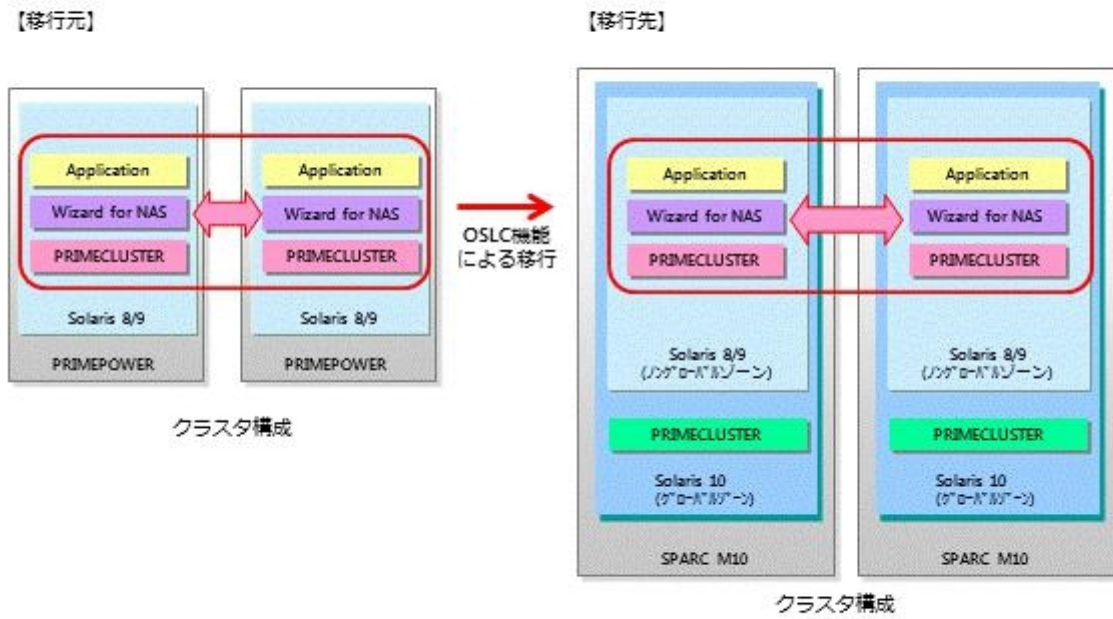 【移行元】
Application
Wizard for NAS
PRIMECLUSTER
Solaris 8/9
PRIMEPOWER
Application
Wizard for NAS
PRIMECLUSTER
Solaris 8/9
PRIMEPOWER
クラスタ構成
OSLC機能
による移行
【移行先】
Application
Wizard for NAS
PRIMECLUSTER
Solaris 8/9
(ﾉﾝｸﾞﾛｰﾊﾞﾙゾーン)
PRIMECLUSTER
Solaris 10
(ｸﾞﾛｰﾊﾞﾙｿﾞｰﾝ)
SPARC M10
Application
Wizard for NAS
PRIMECLUSTER
Solaris 8/9
(ﾉﾝｸﾞﾛｰﾊﾞﾙゾーン)
PRIMECLUSTER
Solaris 10
(ｸﾞﾛｰﾊﾞﾙｿﾞｰﾝ)
SPARC M10
クラスタ構成